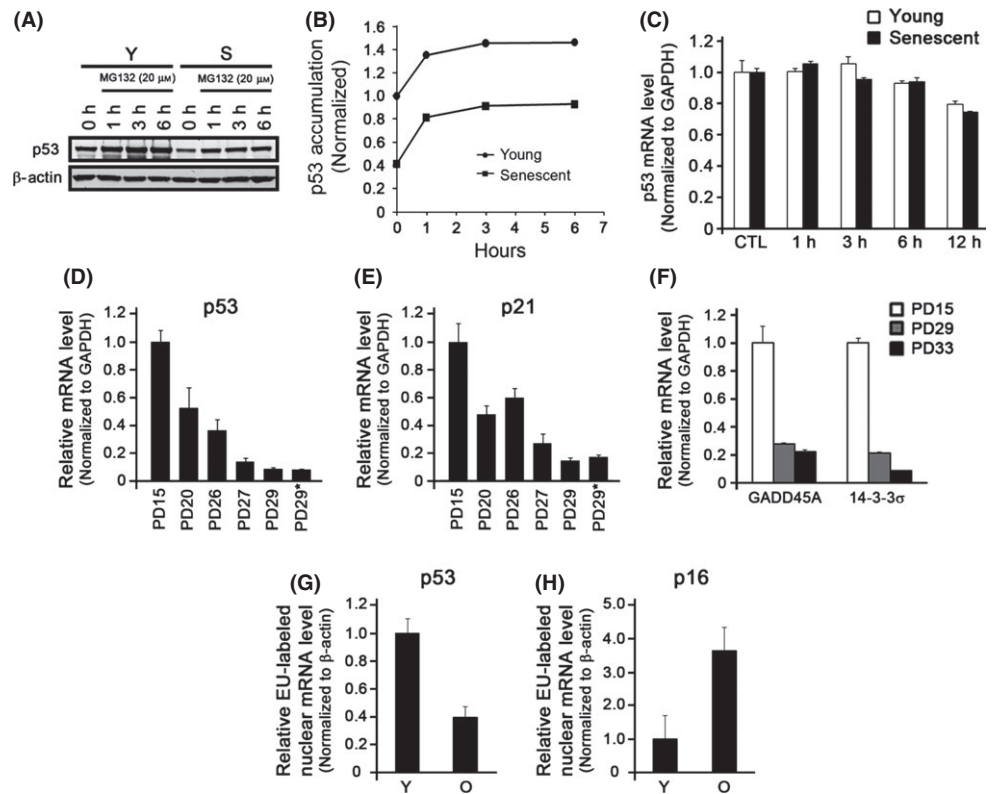 (A)
Y S
MG132 (20 μM) MG132 (20 μM)
0 h 1 h 3 h 6 h 0 h 1 h 3 h 6 h
p53
β-actin
(B)
p53 accumulation
(Normalized)
1.6
1.4
1.2
1.0
0.8
0.6
0.4
0.2
0
Young
Senescent
0 1 2 3 4 5 6 7
Hours
(C)
Young
Senescent
p53 mRNA level
(Normalized to GAPDH)
1.2
1.0
0.8
0.6
0.4
0.2
0
CTL 1 h 3 h 6 h 12 h
(D)
p53
Relative mRNA level
(Normalized to GAPDH)
1.2
1.0
0.8
0.6
0.4
0.2
0
PD15 PD20 PD26 PD27 PD29 PD29*
(E)
p21
Relative mRNA level
(Normalized to GAPDH)
1.2
1.0
0.8
0.6
0.4
0.2
0
PD15 PD20 PD26 PD27 PD29 PD29*
(F)
PD15
PD29
PD33
Relative mRNA level
(Normalized to GAPDH)
1.2
1.0
0.8
0.6
0.4
0.2
0
GADD45A 14-3-3σ
(G)
p53
Relative EU-labeled
nuclear mRNA level
(Normalized to β-actin)
1.2
1.0
0.8
0.6
0.4
0.2
0
Y O
(H)
p16
Relative EU-labeled
nuclear mRNA level
(Normalized to β-actin)
5.0
4.0
3.0
2.0
1.0
0
Y O